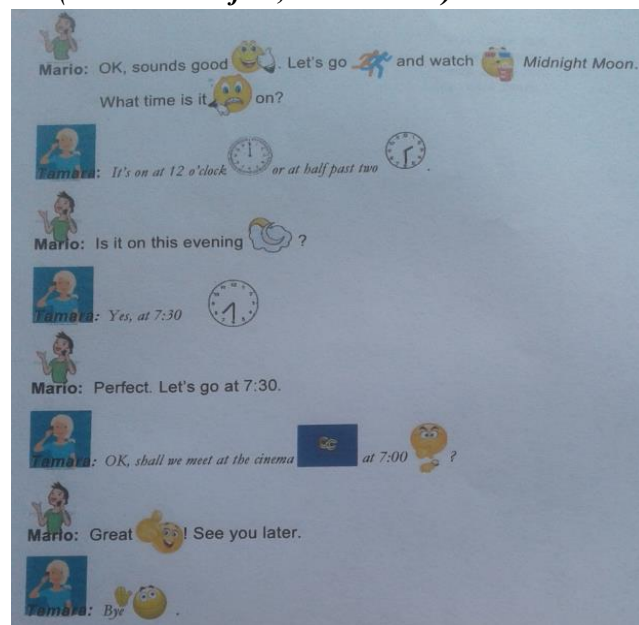 Mario: OK, sounds good . Let's go and watch Midnight Moon.
What time is it on?
Tamara: It's on at 12 o'clock or at half past two .
Mario: Is it on this evening ?
Tamara: Yes, at 7:30
Mario: Perfect. Let's go at 7:30.
Tamara: OK, shall we meet at the cinema at 7:00 ?
Mario: Great ! See you later.
Tamara: Bye .